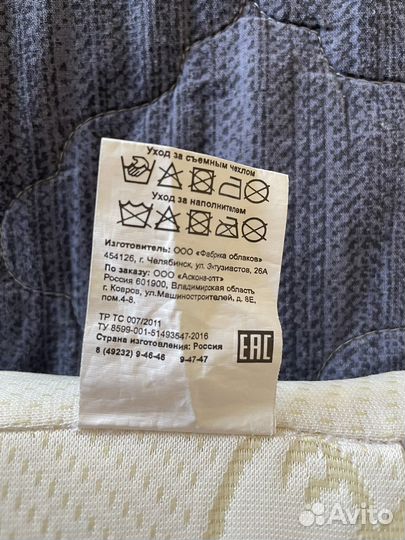 Уход за съемным чехлом
Уход за наполнителем
Изготовитель: ООО «Фабрика облаков»
454126, г. Челябинск, ул. Энтузиастов, 26А
По заказу: ООО «Аскона-опт»
Россия 601900, Владимирская область
г. Ковров, ул.Машиностроителей, д. 8Е,
пом.4-8.
ТР ТС 007/2011
ТУ 8599-001-51493547-2016
Страна изготовления: Россия
8 (49232) 9-46-46 9-47-47
EAC
Avito